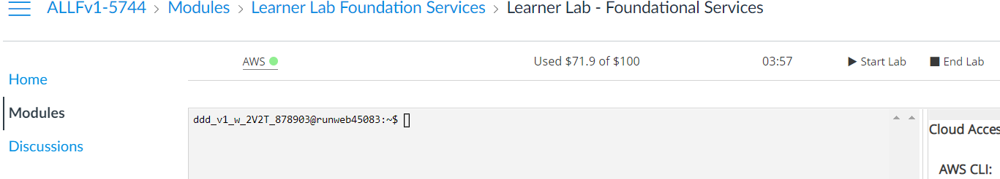 ALLFv1-5744 > Modules > Learner Lab Foundation Services > Learner Lab - Foundational Services
AWS Used $71.9 of $100 03:57 Start Lab End Lab
Home
Modules
Discussions
ddd_v1_w_2V2T_878903@runweb45083:~$
Cloud Acces
AWS CLI: